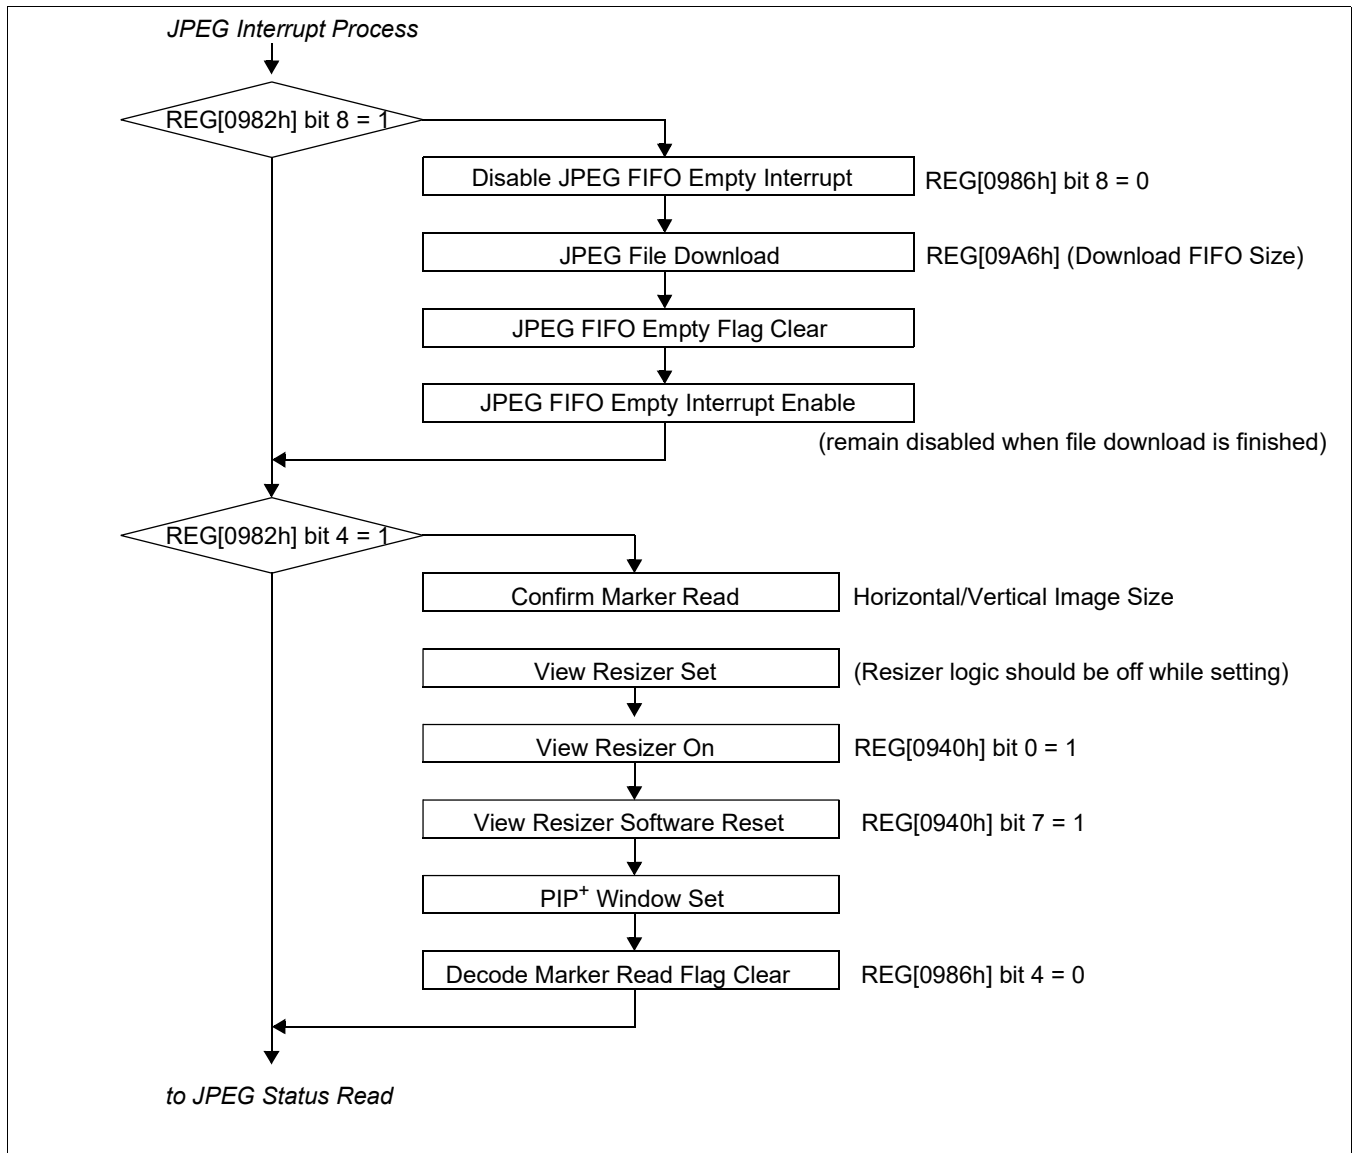 JPEG Interrupt Process
REG[0982h] bit 8 = 1
Disable JPEG FIFO Empty Interrupt REG[0986h] bit 8 = 0
JPEG File Download REG[09A6h] (Download FIFO Size)
JPEG FIFO Empty Flag Clear
JPEG FIFO Empty Interrupt Enable
(remain disabled when file download is finished)
REG[0982h] bit 4 = 1
Confirm Marker Read Horizontal/Vertical Image Size
View Resizer Set (Resizer logic should be off while setting)
View Resizer On REG[0940h] bit 0 = 1
View Resizer Software Reset REG[0940h] bit 7 = 1
PIP+ Window Set
Decode Marker Read Flag Clear REG[0986h] bit 4 = 0
to JPEG Status Read